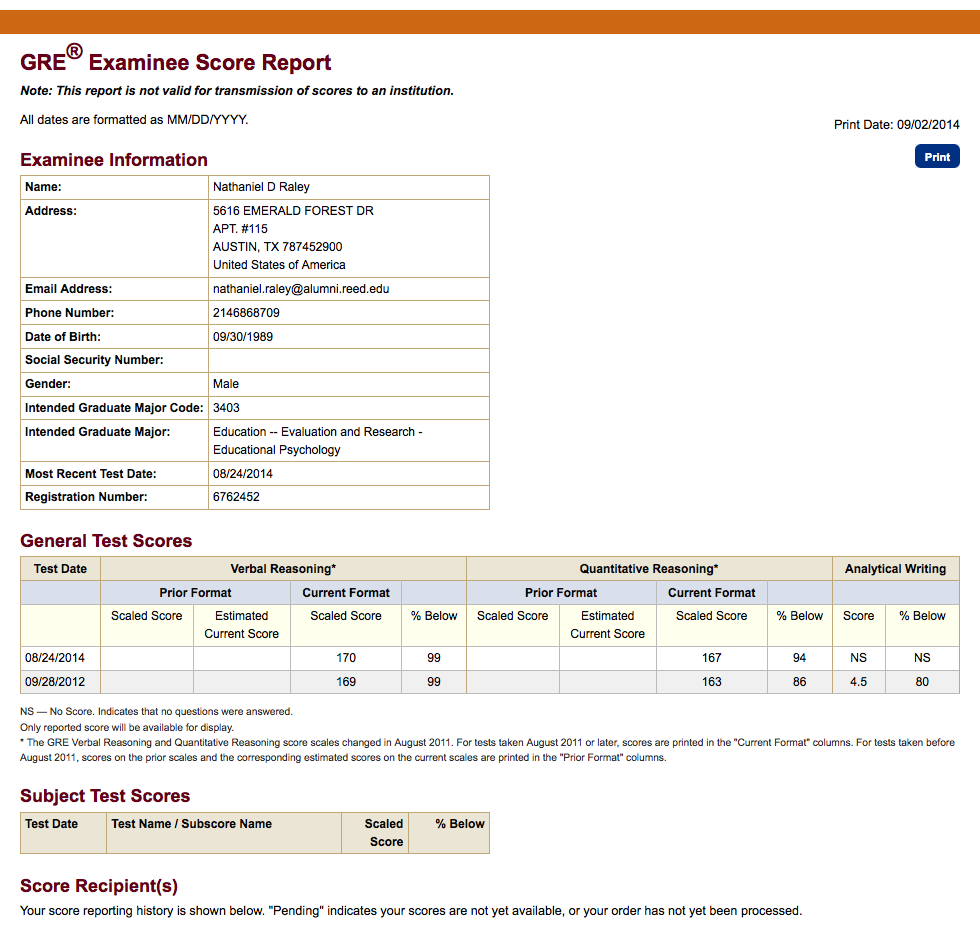 GRE® Examinee Score Report
Note: This report is not valid for transmission of scores to an institution.
All dates are formatted as MM/DD/YYYY.
Print Date: 09/02/2014
Print
Examinee Information
Name: Nathaniel D Raley
Address: 5616 EMERALD FOREST DR
APT. #115
AUSTIN, TX 787452900
United States of America
Email Address: nathaniel.raley@alumni.reed.edu
Phone Number: 2146868709
Date of Birth: 09/30/1989
Social Security Number:
Gender: Male
Intended Graduate Major Code: 3403
Intended Graduate Major: Education -- Evaluation and Research -
Educational Psychology
Most Recent Test Date: 08/24/2014
Registration Number: 6762452
General Test Scores
Test Date Verbal Reasoning* Quantitative Reasoning* Analytical Writing
Prior Format Current Format Prior Format Current Format
Scaled Score Estimated Scaled Score % Below Scaled Score Estimated Scaled Score % Below Score % Below
Current Score Current Score
08/24/2014 170 99 167 94 NS NS
09/28/2012 169 99 163 86 4.5 80
NS — No Score. Indicates that no questions were answered.
Only reported score will be available for display.
* The GRE Verbal Reasoning and Quantitative Reasoning score scales changed in August 2011. For tests taken August 2011 or later, scores are printed in the "Current Format" columns. For tests taken before
August 2011, scores on the prior scales and the corresponding estimated scores on the current scales are printed in the "Prior Format" columns.
Subject Test Scores
Test Date Test Name / Subscore Name Scaled % Below
Score
Score Recipient(s)
Your score reporting history is shown below. "Pending" indicates your scores are not yet available, or your order has not yet been processed.